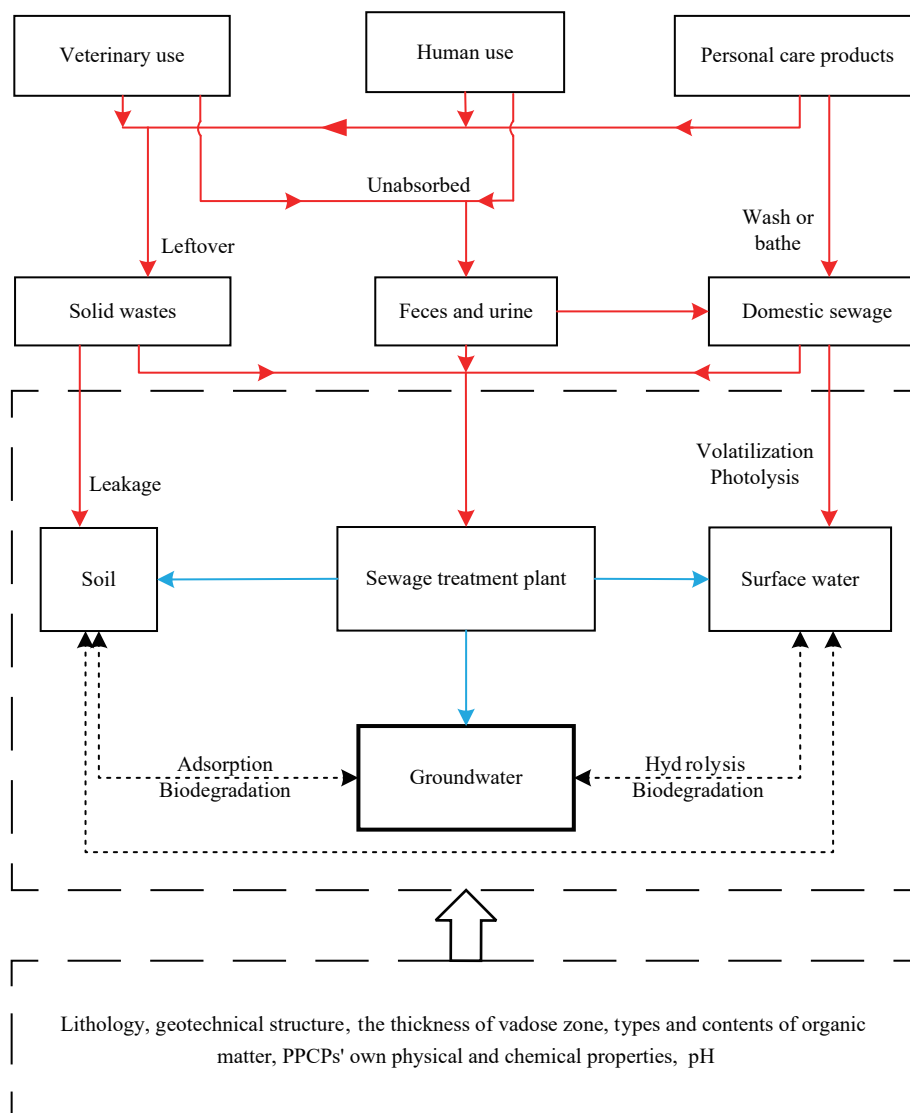 Veterinary use
Human use
Personal care products
Unabsorbed
Leftover
Wash or
bathe
Solid wastes
Feces and urine
Domestic sewage
Leakage
Volatilization
Photolysis
Soil
Sewage treatment plant
Surface water
Adsorption
Biodegradation
Groundwater
Hydrolysis
Biodegradation
Lithology, geotechnical structure, the thickness of vadose zone, types and contents of organic
matter, PPCPs' own physical and chemical properties, pH